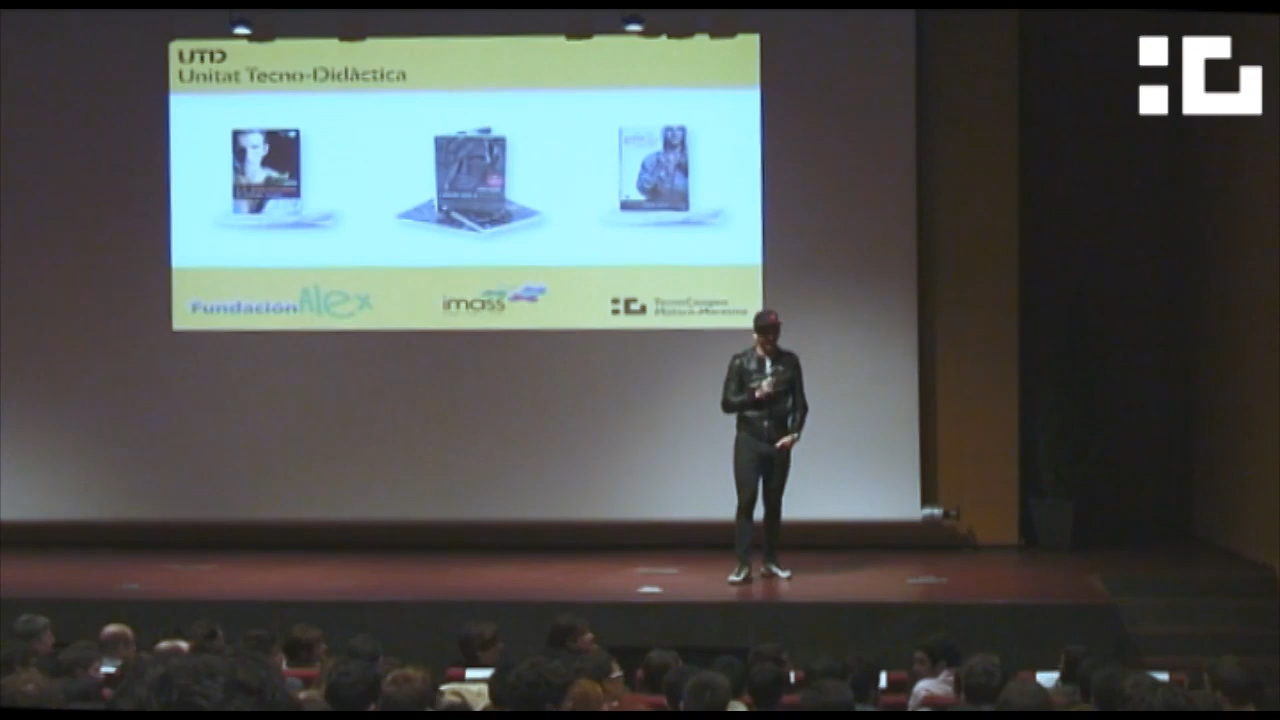 UTD
Unitat Tecno-Didàctica
Fundación Alex
imass
TecnoCampus
Mataró-Maresme